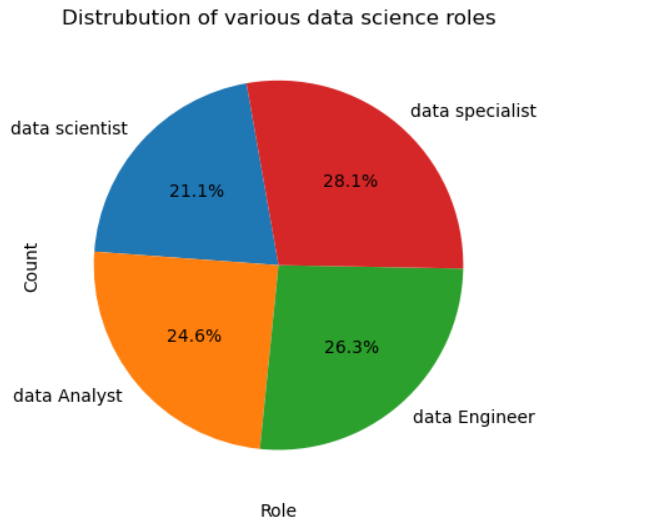 Distrubution of various data science roles
data specialist
data scientist
28.1%
21.1%
Count
24.6%
26.3%
data Analyst
data Engineer
Role